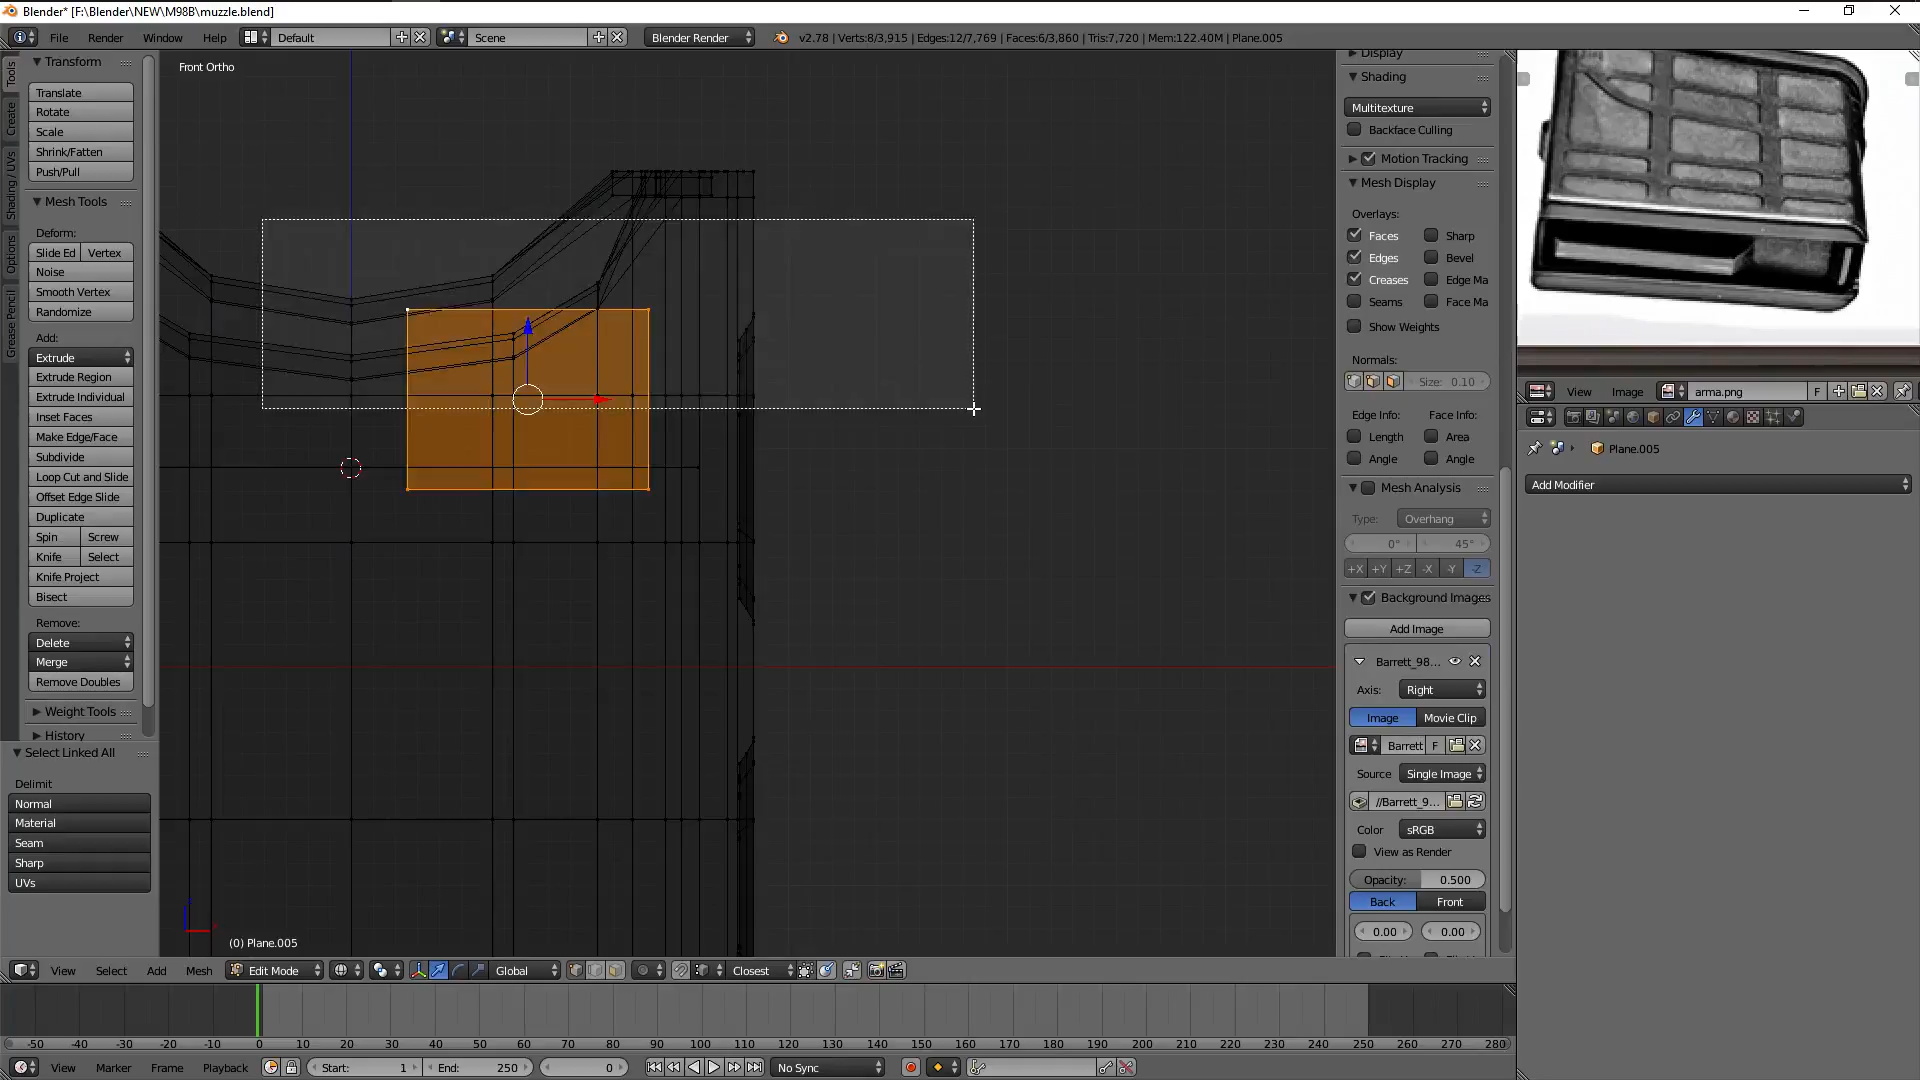 Blender* [F:\Blender\NEW\M98B\muzzle.blend]
File Render Window Help Default Scene Blender Render v2.78 | Verts:8/3,915 | Edges:12/7,769 | Faces:6/3,860 | Tris:7,720 | Mem:122.40M | Plane.005
Tools
Create
Shading / UVs
Options
Grease Pencil
Transform
Translate
Rotate
Scale
Shrink/Fatten
Push/Pull
Mesh Tools
Deform:
Slide Ed Vertex
Noise
Smooth Vertex
Randomize
Add:
Extrude
Extrude Region
Extrude Individual
Inset Faces
Make Edge/Face
Subdivide
Loop Cut and Slide
Offset Edge Slide
Duplicate
Spin Screw
Knife Select
Knife Project
Bisect
Remove:
Delete
Merge
Remove Doubles
Weight Tools
History
Select Linked All
Delimit
Normal
Material
Seam
Sharp
UVs
Front Ortho
(0) Plane.005
Display
Shading
Multitexture
Backface Culling
Motion Tracking
Mesh Display
Overlays:
Faces Sharp
Edges Bevel
Creases Edge Ma
Seams Face Ma
Show Weights
Normals:
Size: 0.10
Edge Info: Face Info:
Length Area
Angle Angle
Mesh Analysis
Type: Overhang
0° 45°
+X +Y +Z -X -Y -Z
Background Images
Add Image
Barrett_98...
Axis: Right
Image Movie Clip
Barrett F
Source Single Image
//Barrett_9...
Color sRGB
View as Render
Opacity: 0.500
Back Front
0.00 0.00
View Image arma.png F
Plane.005
Add Modifier
View Select Add Mesh Edit Mode Global Closest
-50 -40 -30 -20 -10 0 10 20 30 40 50 60 70 80 90 100 110 120 130 140 150 160 170 180 190 200 210 220 230 240 250 260 270 280
View Marker Frame Playback Start: 1 End: 250 0 No Sync